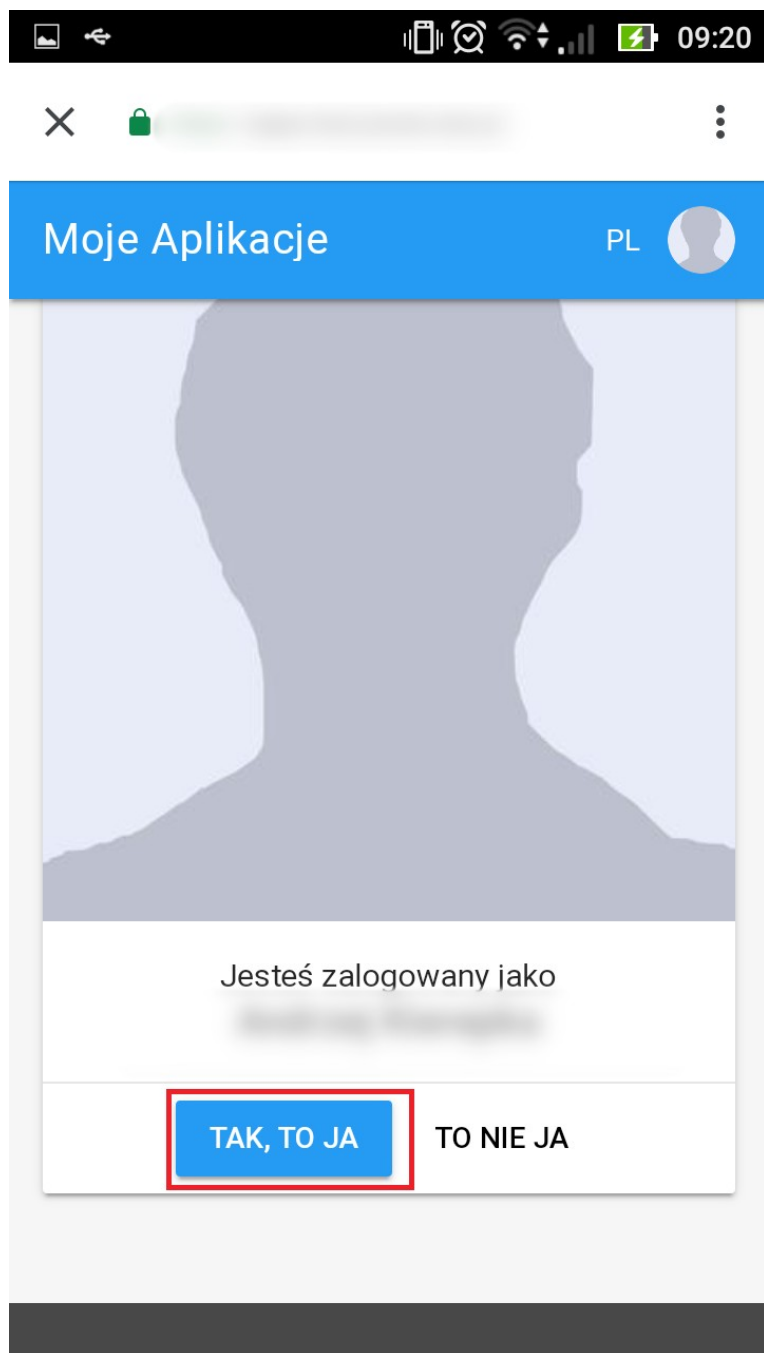 09:20
Moje Aplikacje
PL
Jesteś zalogowany jako
TAK, TO JA
TO NIE JA